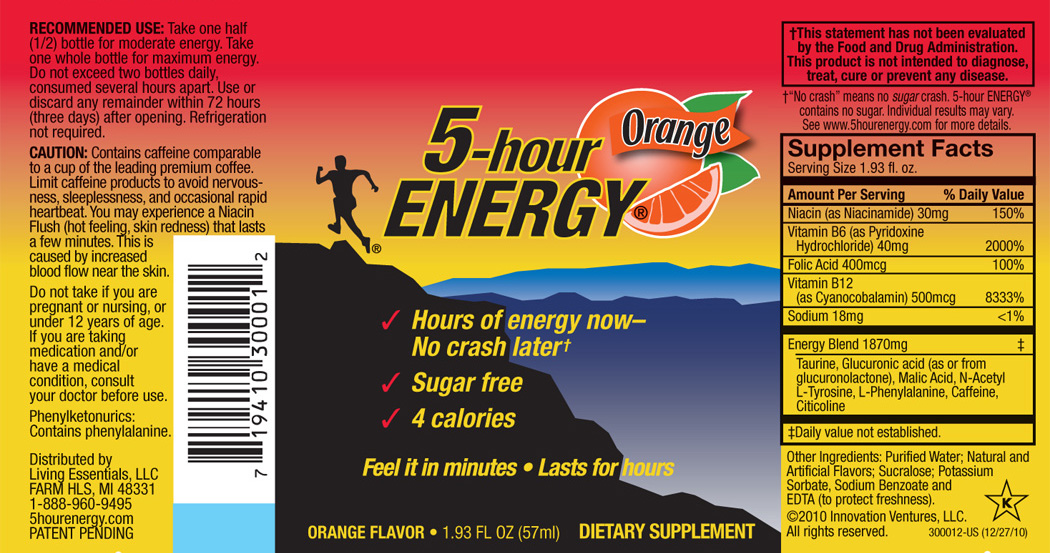 RECOMMENDED USE: Take one half
(1/2) bottle for moderate energy. Take
one whole bottle for maximum energy.
Do not exceed two bottles daily,
consumed several hours apart. Use or
discard any remainder within 72 hours
(three days) after opening. Refrigeration
not required.
CAUTION: Contains caffeine comparable
to a cup of the leading premium coffee.
Limit caffeine products to avoid nervous-
ness, sleeplessness, and occasional rapid
heartbeat. You may experience a Niacin
Flush (hot feeling, skin redness) that lasts
a few minutes. This is
caused by increased
blood flow near the skin.
Do not take if you are
pregnant or nursing, or
under 12 years of age.
If you are taking
medication and/or
have a medical
condition, consult
your doctor before use.
Phenylketonurics:
Contains phenylalanine.
Distributed by
Living Essentials, LLC
FARM HLS, MI 48331
1-888-960-9495
5hourenergy.com
PATENT PENDING
7 19410 30001 2
Orange
5-hour
ENERGY®
®
✓ Hours of energy now–
No crash later†
✓ Sugar free
✓ 4 calories
Feel it in minutes • Lasts for hours
ORANGE FLAVOR • 1.93 FL OZ (57ml) DIETARY SUPPLEMENT
†This statement has not been evaluated
by the Food and Drug Administration.
This product is not intended to diagnose,
treat, cure or prevent any disease.
†“No crash” means no sugar crash. 5-hour ENERGY®
contains no sugar. Individual results may vary.
See www.5hourenergy.com for more details.
Supplement Facts
Serving Size 1.93 fl. oz.
Amount Per Serving % Daily Value
Niacin (as Niacinamide) 30mg 150%
Vitamin B6 (as Pyridoxine
Hydrochloride) 40mg 2000%
Folic Acid 400mcg 100%
Vitamin B12
(as Cyanocobalamin) 500mcg 8333%
Sodium 18mg <1%
Energy Blend 1870mg ‡
Taurine, Glucuronic acid (as or from
glucuronolactone), Malic Acid, N-Acetyl
L-Tyrosine, L-Phenylalanine, Caffeine,
Citicoline
‡Daily value not established.
Other Ingredients: Purified Water; Natural and
Artificial Flavors; Sucralose; Potassium
Sorbate, Sodium Benzoate and
EDTA (to protect freshness).
©2010 Innovation Ventures, LLC.
All rights reserved.
K
300012-US (12/27/10)